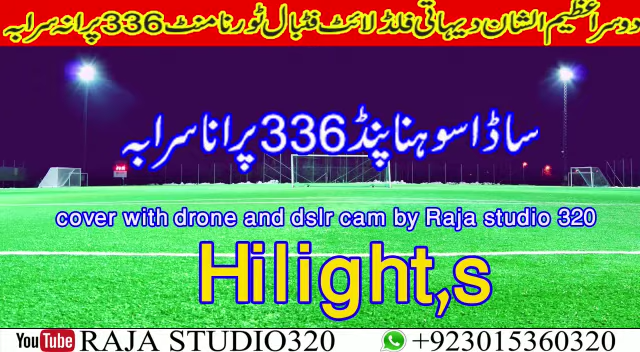 دوسرا عظیم الشان دیہاتی فلڈ لائٹ فٹبال ٹورنامنٹ 336 پرانہ سرابہ
ساڈا سوہنا پنڈ 336 پرانا سرابہ
cover with drone and dslr cam by Raja studio 320
Hilight,s
YouTube RAJA STUDIO320 +923015360320